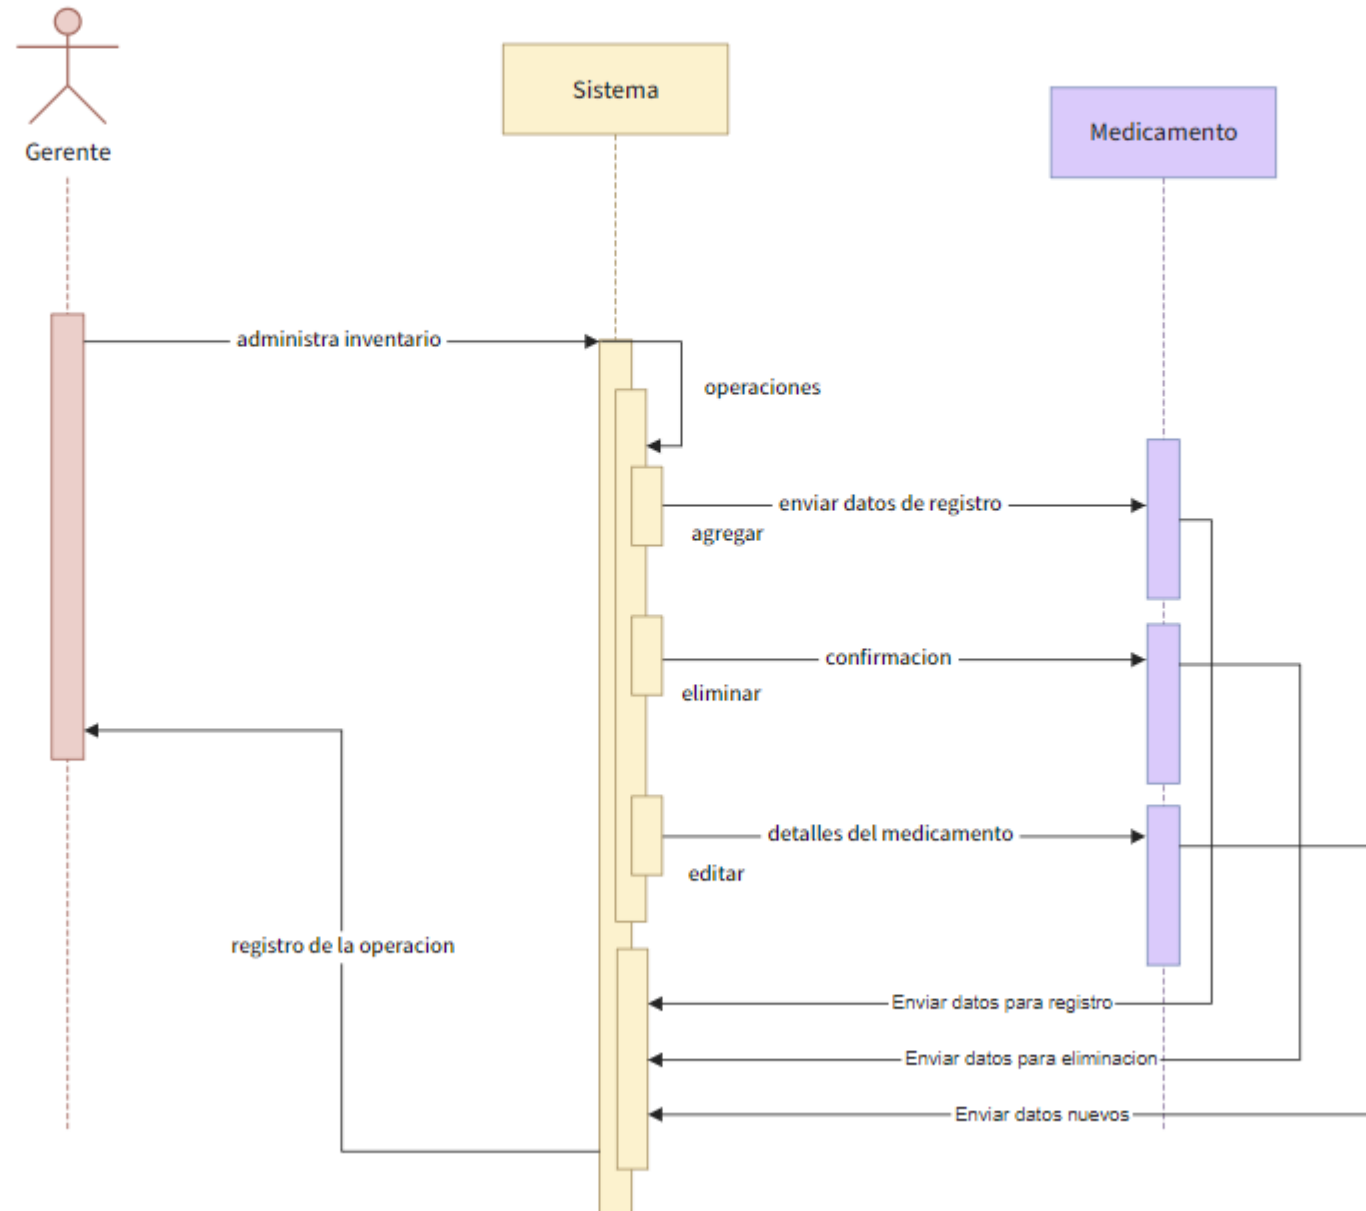 Sistema
Medicamento
Gerente
administra inventario
operaciones
enviar datos de registro
agregar
confirmacion
eliminar
detalles del medicamento
editar
registro de la operacion
Enviar datos para registro
Enviar datos para eliminacion
Enviar datos nuevos